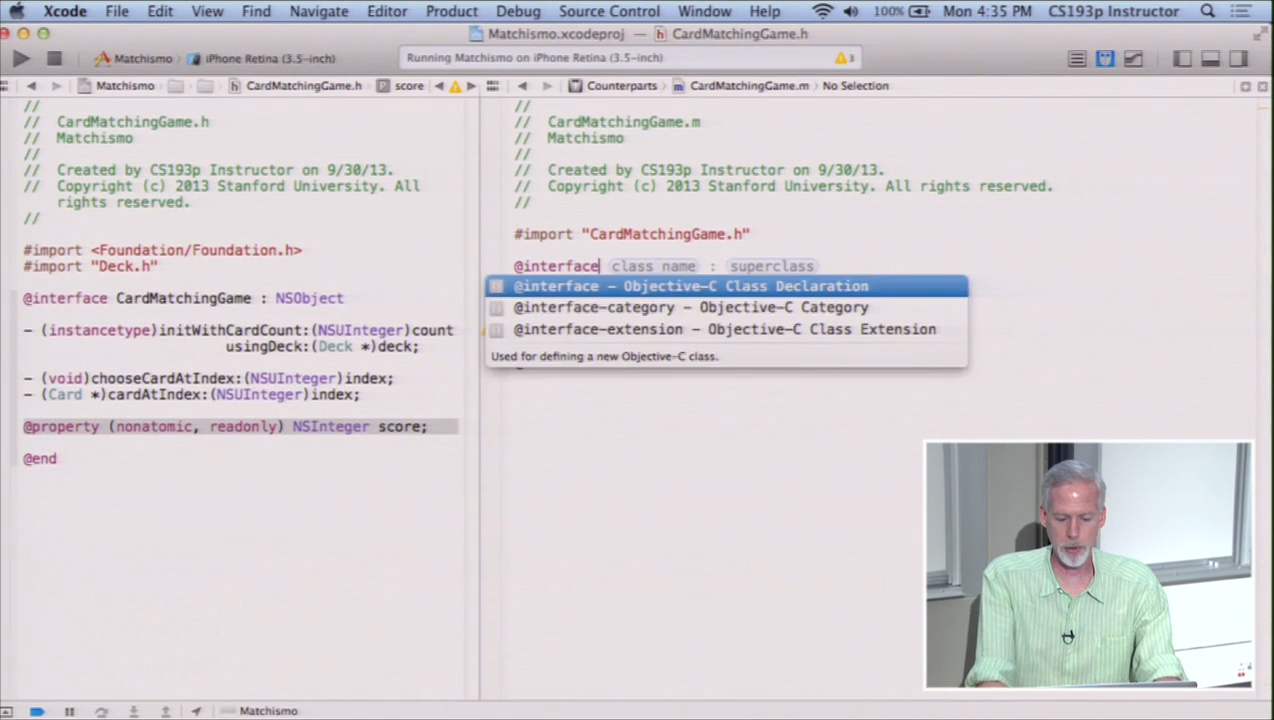 Xcode File Edit View Find Navigate Editor Product Debug Source Control Window Help 100% Mon 4:35 PM CS193p Instructor
Matchismo.xcodeproj — CardMatchingGame.h
Matchismo iPhone Retina (3.5-inch) Running Matchismo on iPhone Retina (3.5-inch) 3
Matchismo CardMatchingGame.h score
//
// CardMatchingGame.h
// Matchismo
//
// Created by CS193p Instructor on 9/30/13.
// Copyright (c) 2013 Stanford University. All
rights reserved.
//
#import <Foundation/Foundation.h>
#import "Deck.h"
@interface CardMatchingGame : NSObject
- (instancetype)initWithCardCount:(NSUInteger)count
usingDeck:(Deck *)deck;
- (void)chooseCardAtIndex:(NSUInteger)index;
- (Card *)cardAtIndex:(NSUInteger)index;
@property (nonatomic, readonly) NSInteger score;
@end
Counterparts CardMatchingGame.m No Selection
//
// CardMatchingGame.m
// Matchismo
//
// Created by CS193p Instructor on 9/30/13.
// Copyright (c) 2013 Stanford University. All rights reserved.
//
#import "CardMatchingGame.h"
@interface class name : superclass
@interface - Objective-C Class Declaration
@interface-category - Objective-C Category
@interface-extension - Objective-C Class Extension
Used for defining a new Objective-C class.
Matchismo